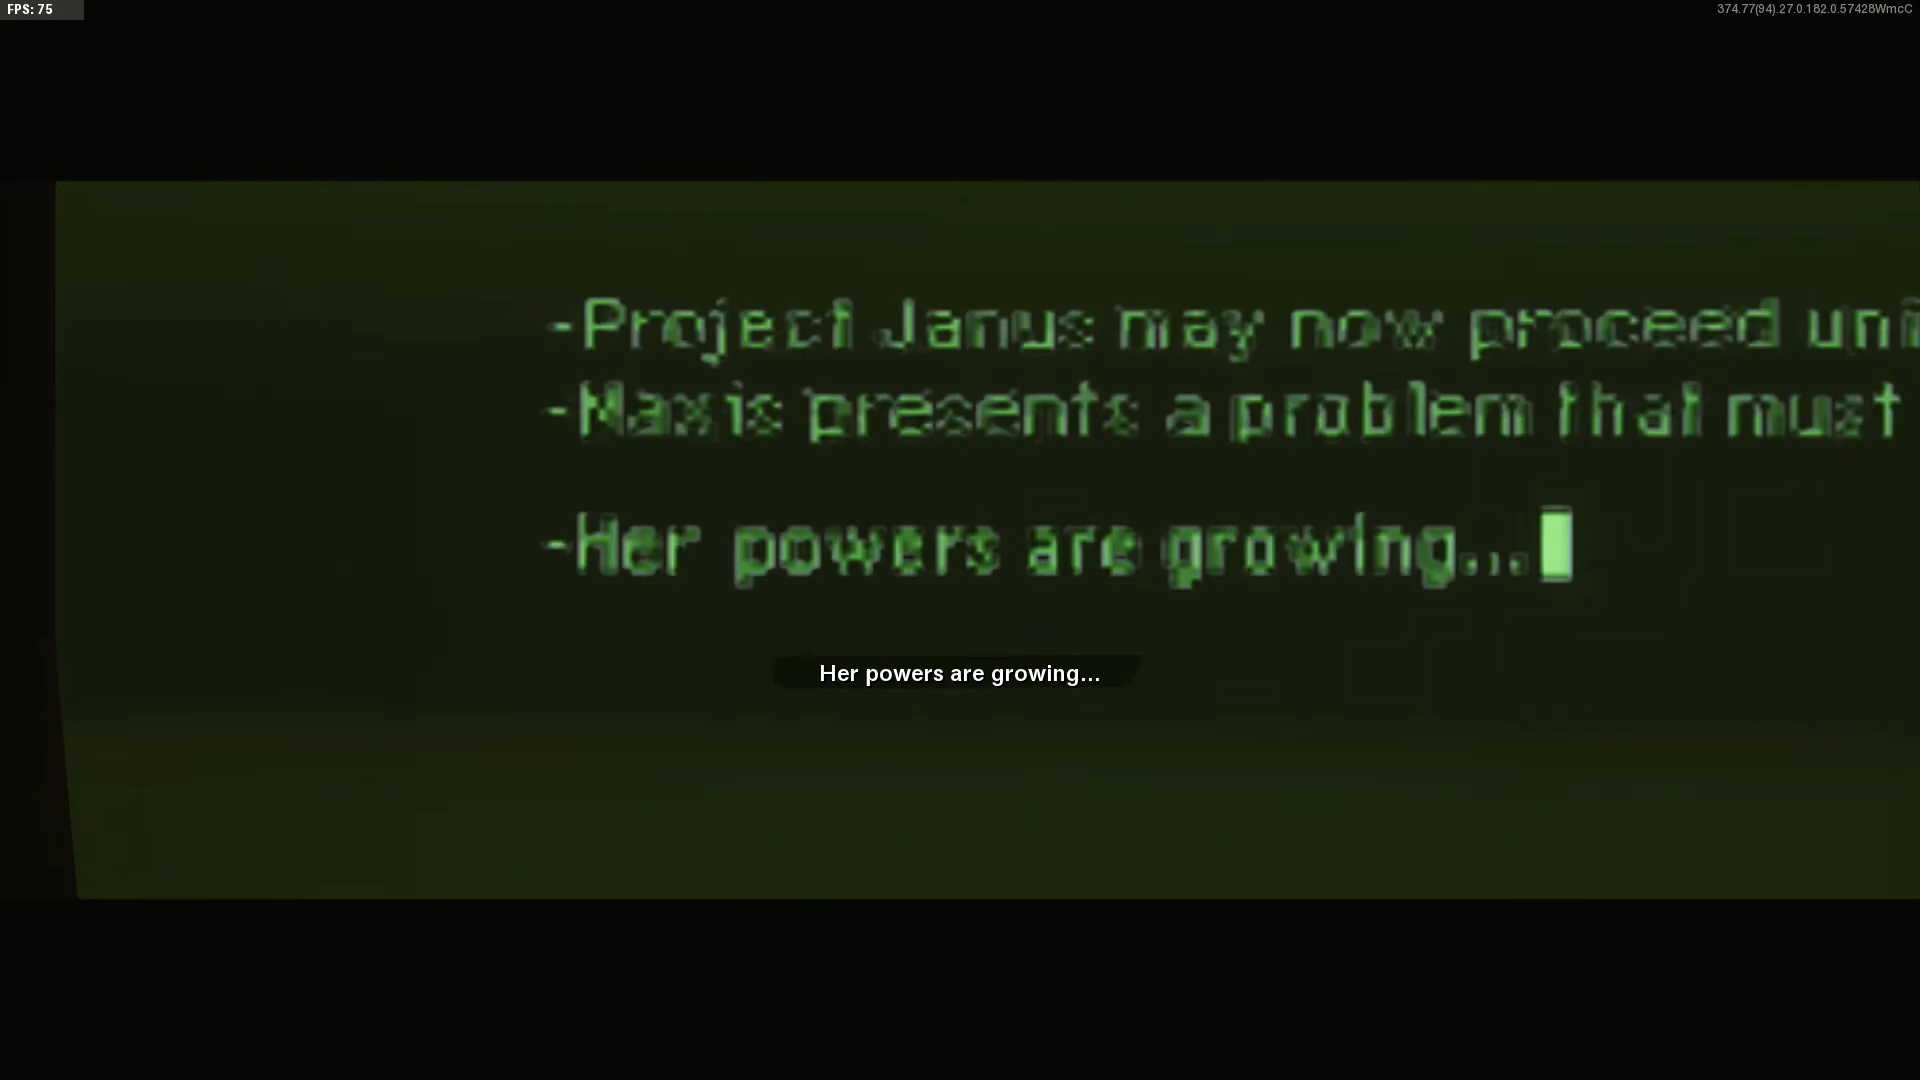 FPS: 75
374.77(94).27.0.182.0.57428WmcC
-Project Janus may now proceed uni
-Maxis presents a problem that must
-Her powers are growing...
Her powers are growing...